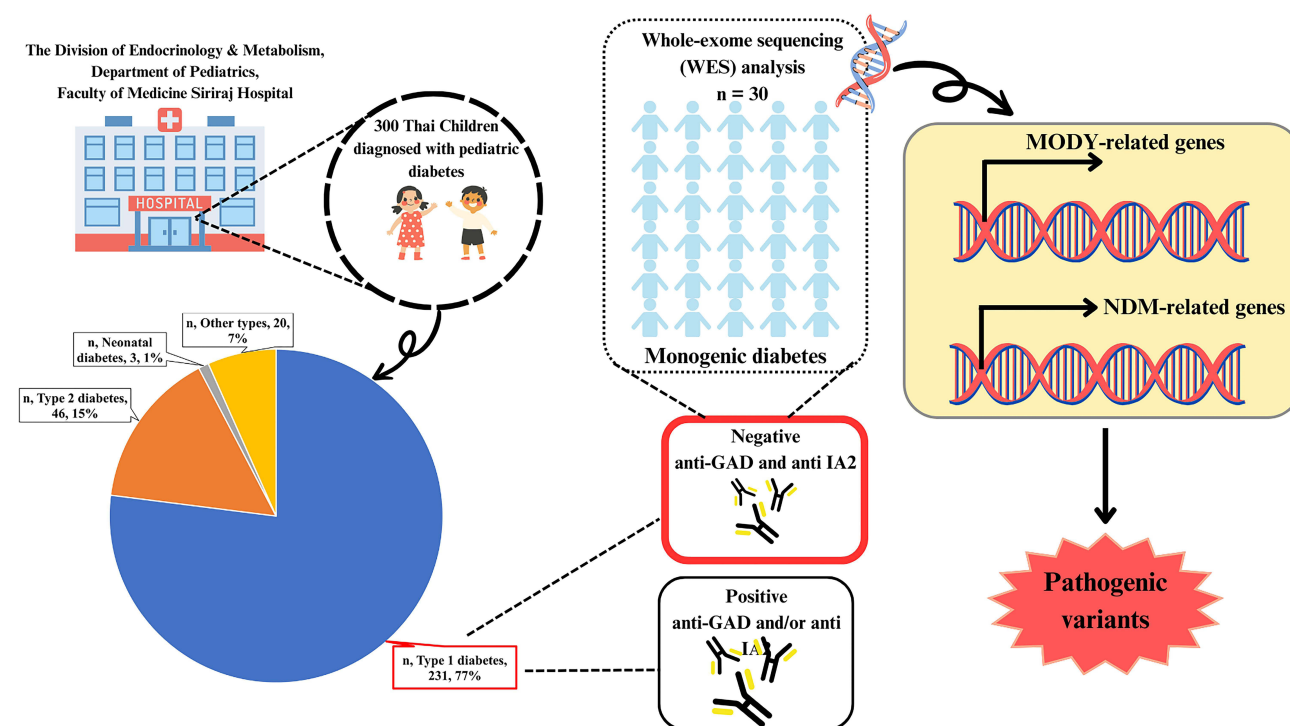 The Division of Endocrinology & Metabolism,
Department of Pediatrics,
Faculty of Medicine Siriraj Hospital
HOSPITAL
300 Thai Children
diagnosed with pediatric
diabetes
n, Other types, 20,
7%
n, Neonatal
diabetes, 3, 1%
n, Type 2 diabetes,
46, 15%
n, Type 1 diabetes,
231, 77%
Whole-exome sequencing
(WES) analysis
n = 30
Monogenic diabetes
Negative
anti-GAD and anti IA2
Positive
anti-GAD and/or anti
IA2
MODY-related genes
NDM-related genes
Pathogenic
variants